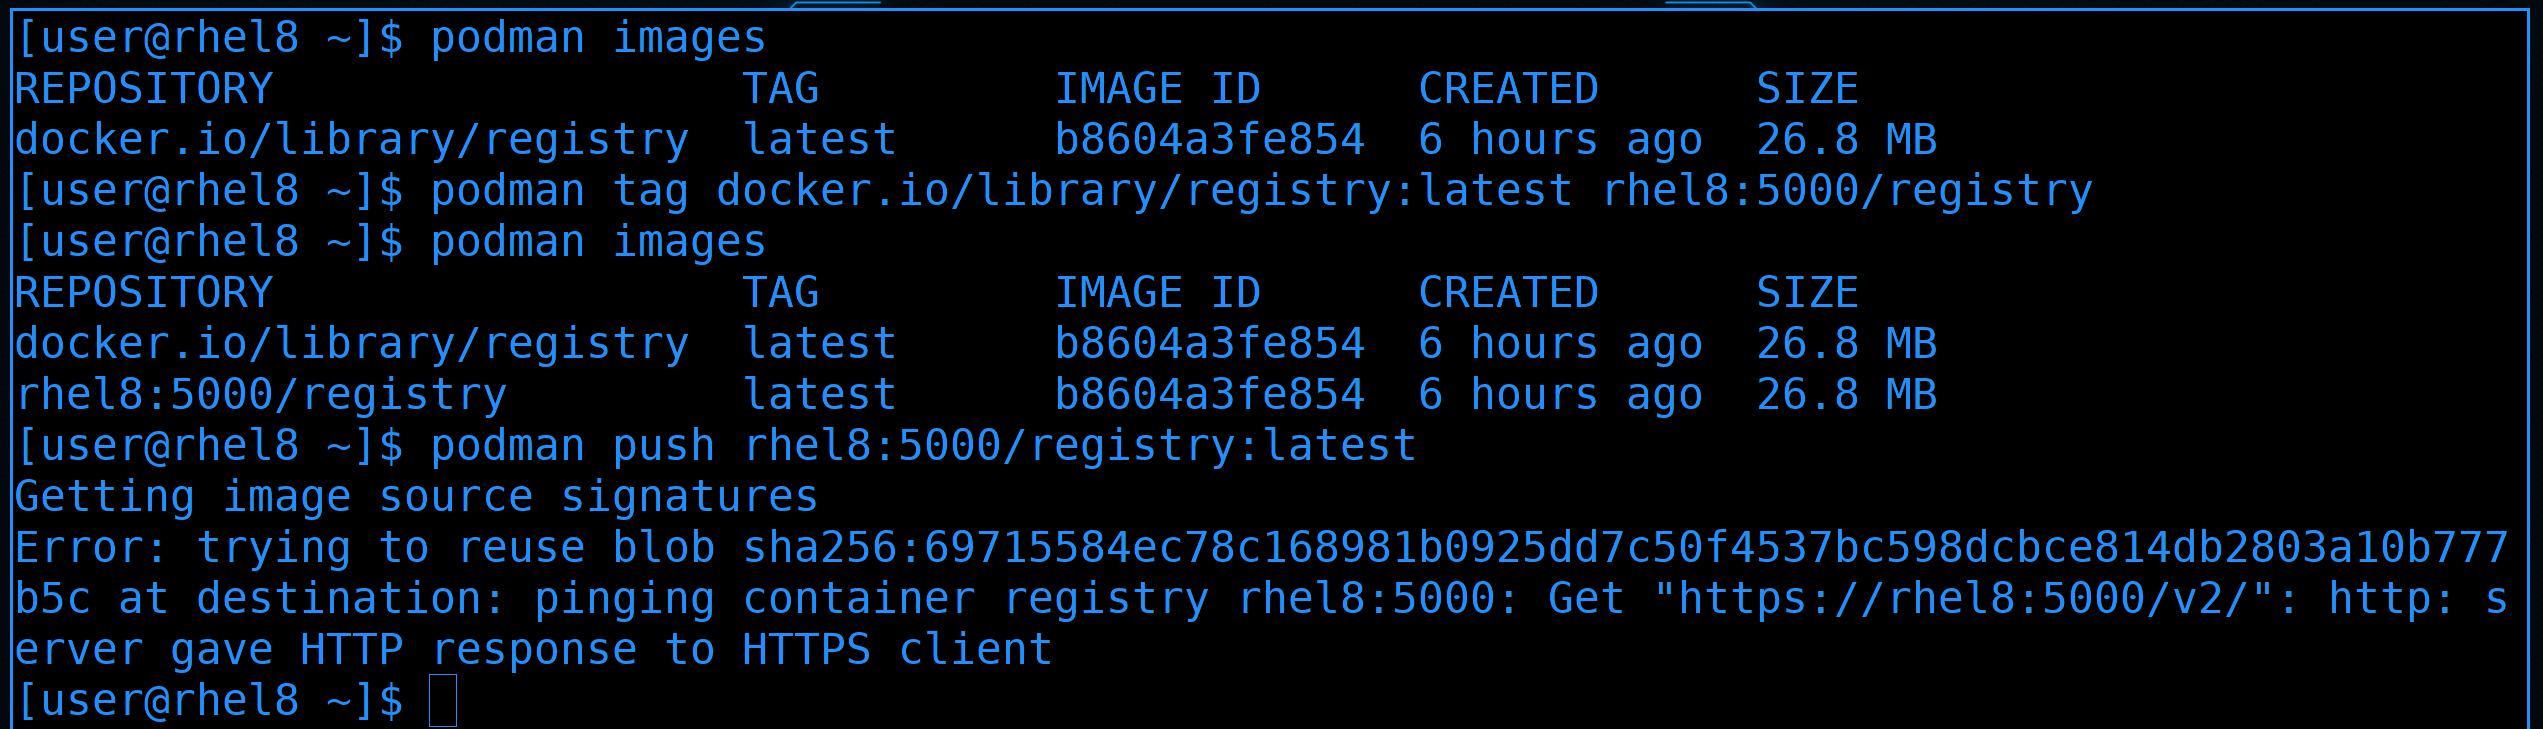 [user@rhel8 ~]$ podman images
REPOSITORY                  TAG         IMAGE ID      CREATED      SIZE
docker.io/library/registry  latest      b8604a3fe854  6 hours ago  26.8 MB
[user@rhel8 ~]$ podman tag docker.io/library/registry:latest rhel8:5000/registry
[user@rhel8 ~]$ podman images
REPOSITORY                  TAG         IMAGE ID      CREATED      SIZE
docker.io/library/registry  latest      b8604a3fe854  6 hours ago  26.8 MB
rhel8:5000/registry         latest      b8604a3fe854  6 hours ago  26.8 MB
[user@rhel8 ~]$ podman push rhel8:5000/registry:latest
Getting image source signatures
Error: trying to reuse blob sha256:69715584ec78c168981b0925dd7c50f4537bc598dcbce814db2803a10b777
b5c at destination: pinging container registry rhel8:5000: Get "https://rhel8:5000/v2/": http: s
erver gave HTTP response to HTTPS client
[user@rhel8 ~]$